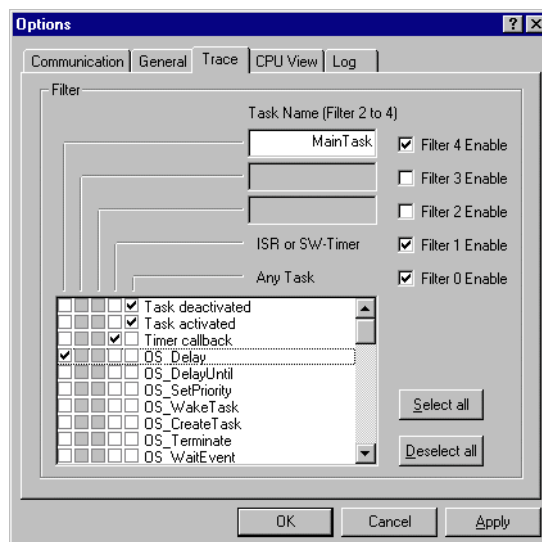 Options
Communication General Trace CPU View Log
Filter
Task Name (Filter 2 to 4)
MainTask Filter 4 Enable
Filter 3 Enable
Filter 2 Enable
ISR or SW-Timer Filter 1 Enable
Any Task Filter 0 Enable
Task deactivated
Task activated
Timer callback
OS_Delay
OS_DelayUntil
OS_SetPriority
OS_WakeTask
OS_CreateTask
OS_Terminate
OS_WaitEvent
Select all
Deselect all
OK Cancel Apply